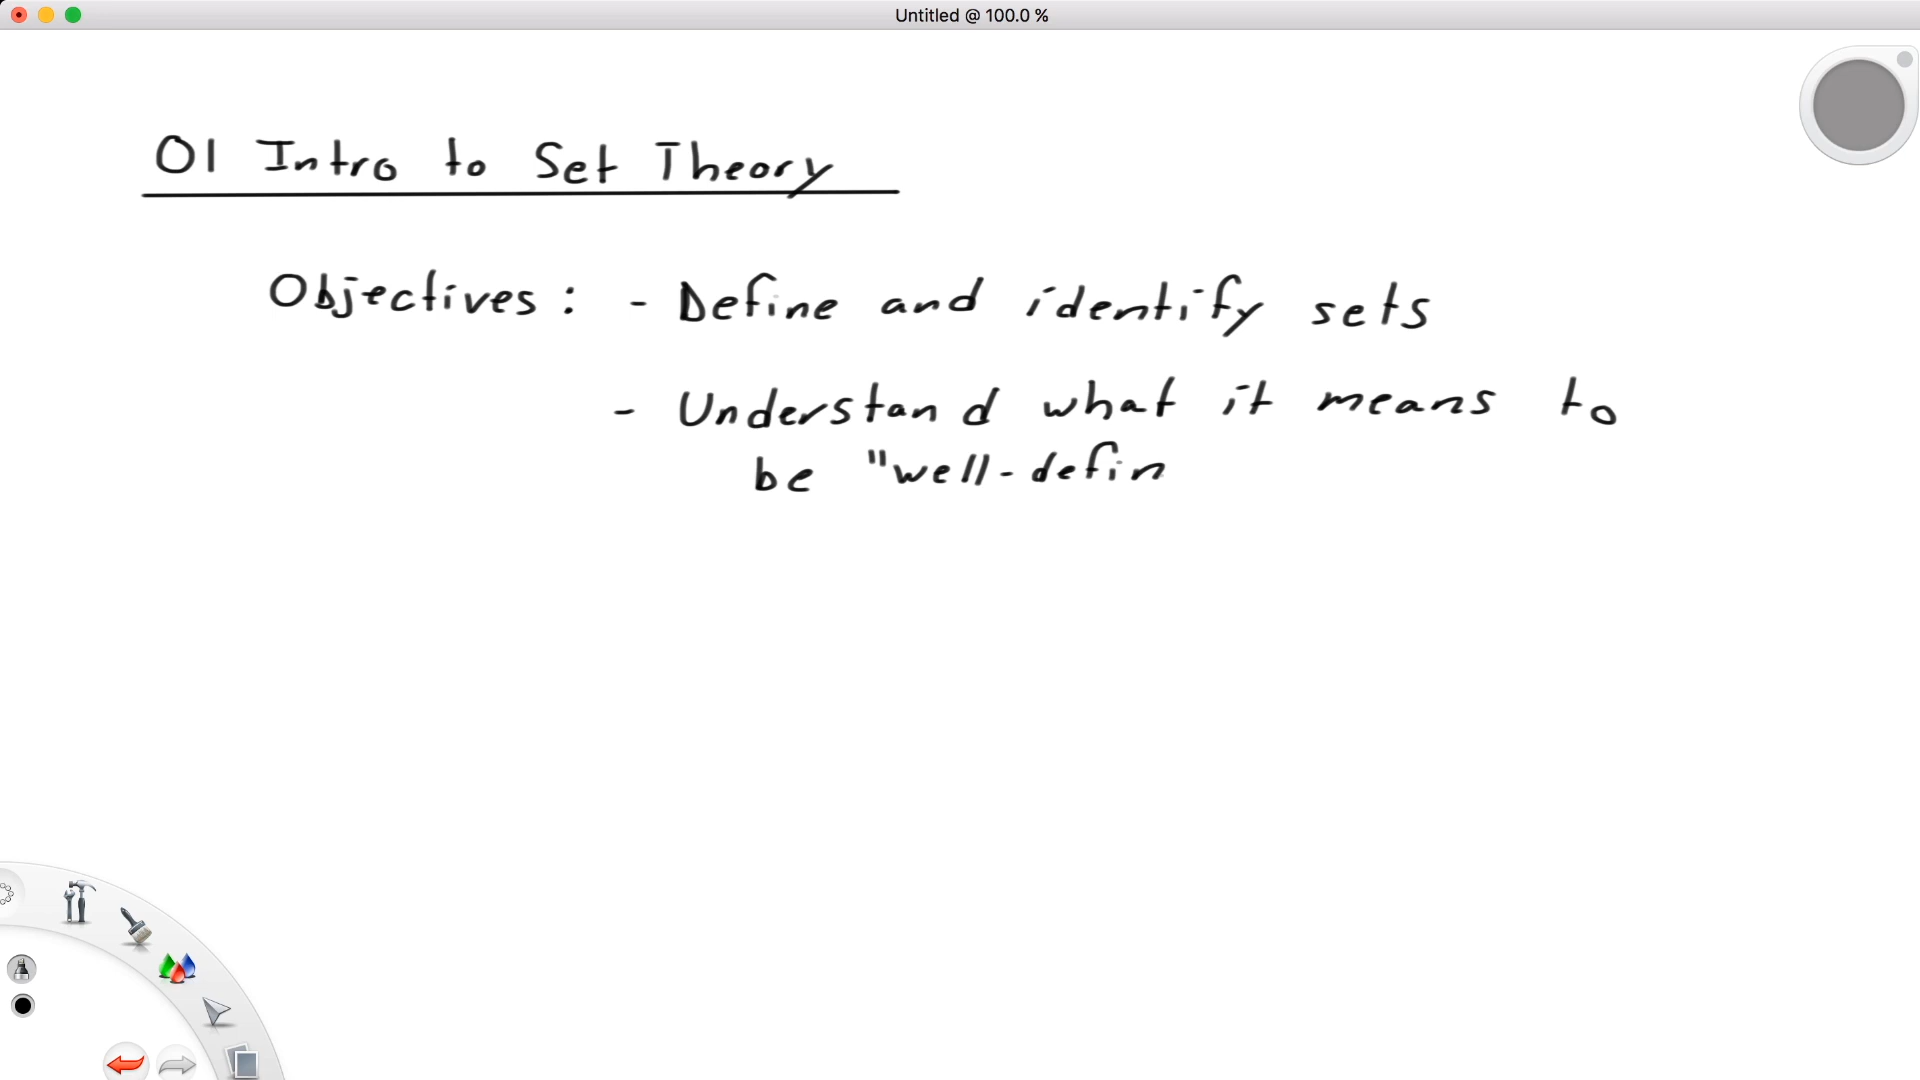 Untitled @ 100.0 %
01 Intro to Set Theory
Objectives: - Define and identify sets
- Understand what it means to
be "well-defin